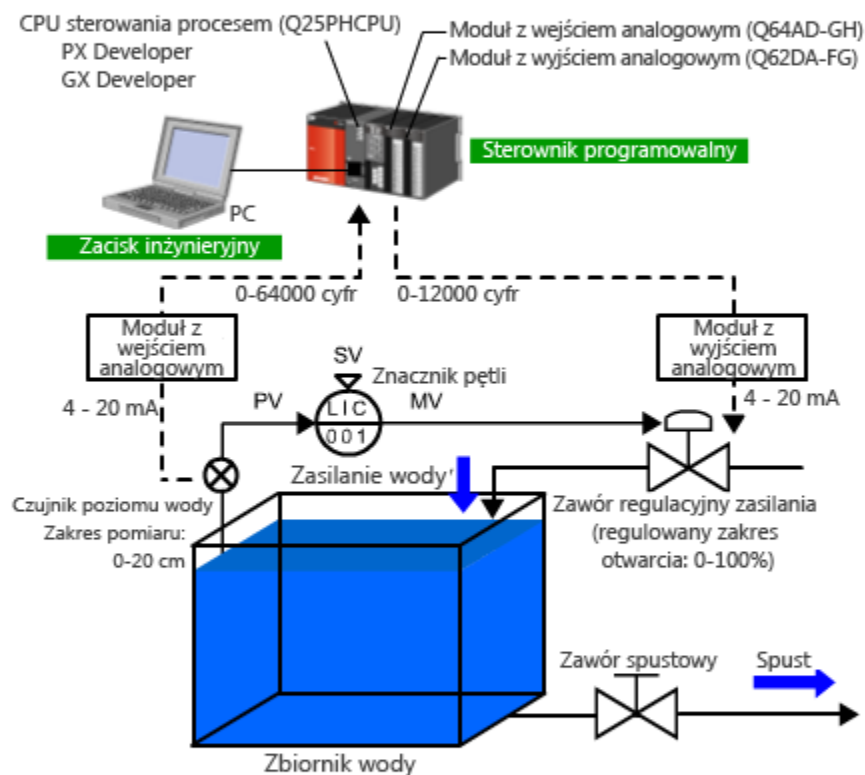 CPU sterowania procesem (Q25PHCPU)
PX Developer
GX Developer
Moduł z wejściem analogowym (Q64AD-GH)
Moduł z wyjściem analogowym (Q62DA-FG)
Sterownik programowalny
PC
Zacisk inżynieryjny
0-64000 cyfr
0-12000 cyfr
Moduł z
wejściem
analogowym
Moduł z
wyjściem
analogowym
SV
Znacznik pętli
4 - 20 mA
PV
MV
4 - 20 mA
LIC
001
Zasilanie wody
Czujnik poziomu wody
Zakres pomiaru:
0-20 cm
Zawór regulacyjny zasilania
(regulowany zakres
otwarcia: 0-100%)
Zawór spustowy
Spust
Zbiornik wody